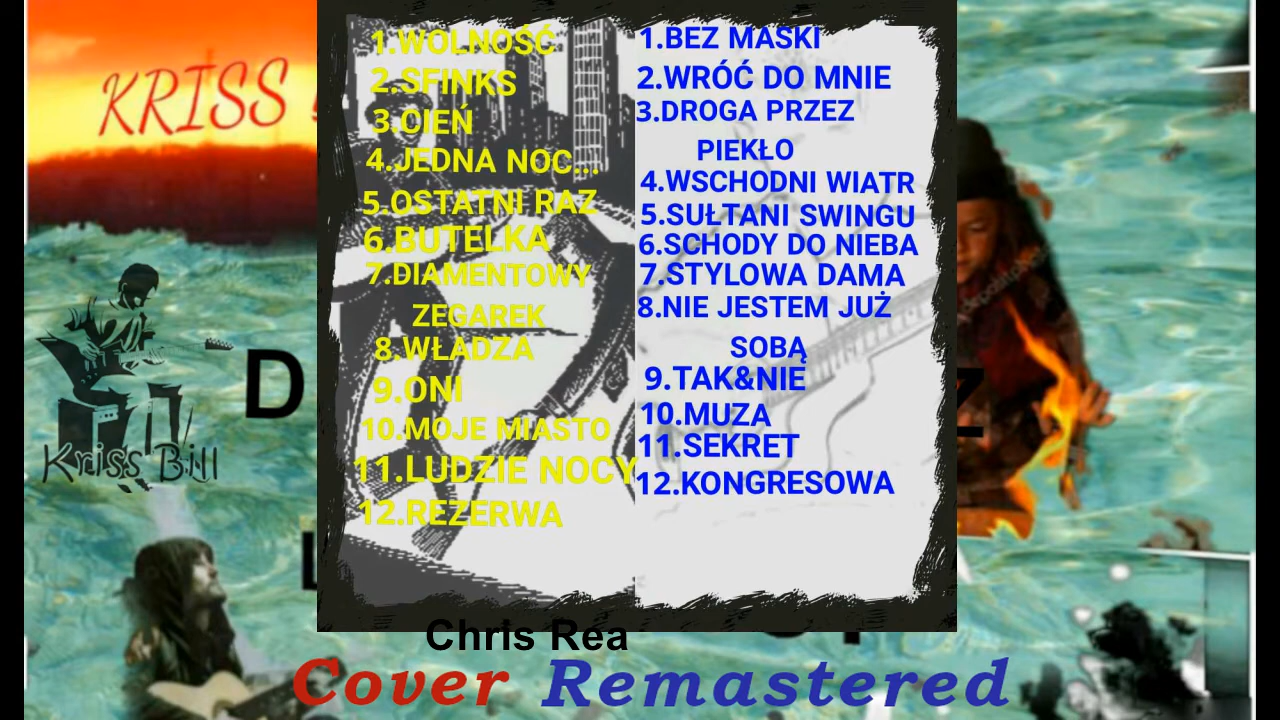 KRİSS
1.WOLNOŚĆ
2.SFINKS
3.CIEŃ
4.JEDNA NOC...
5.OSTATNI RAZ
6.BUTELKA
7.DIAMENTOWY
ZEGAREK
8.WŁADZA
9.ONI
10.MOJE MIASTO
11.LUDZIE NOCY
12.REZERWA
1.BEZ MASKI
2.WRÓĆ DO MNIE
3.DROGA PRZEZ
PIEKŁO
4.WSCHODNI WIATR
5.SUŁTANI SWINGU
6.SCHODY DO NIEBA
7.STYLOWA DAMA
8.NIE JESTEM JUŻ
SOBĄ
9.TAK&NIE
10.MUZA
11.SEKRET
12.KONGRESOWA
Kriss Bill
D
Chris Rea
Cover Remastered